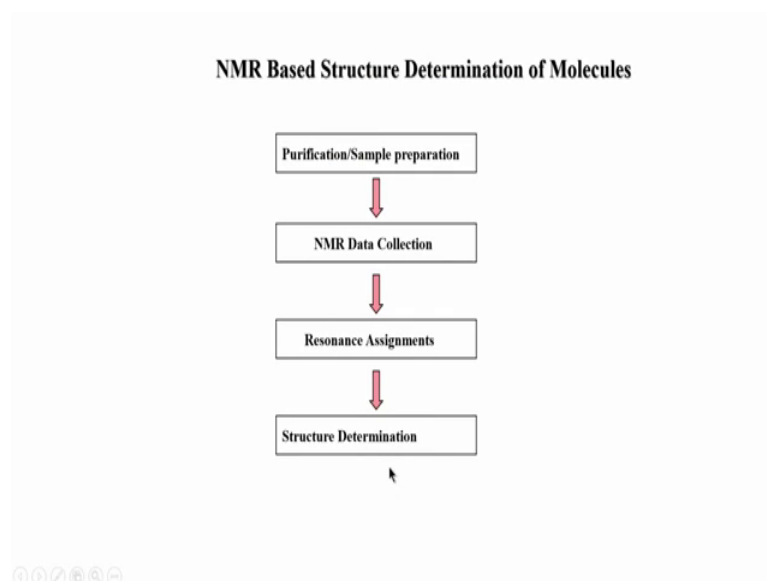 NMR Based Structure Determination of Molecules
Purification/Sample preparation
NMR Data Collection
Resonance Assignments
Structure Determination